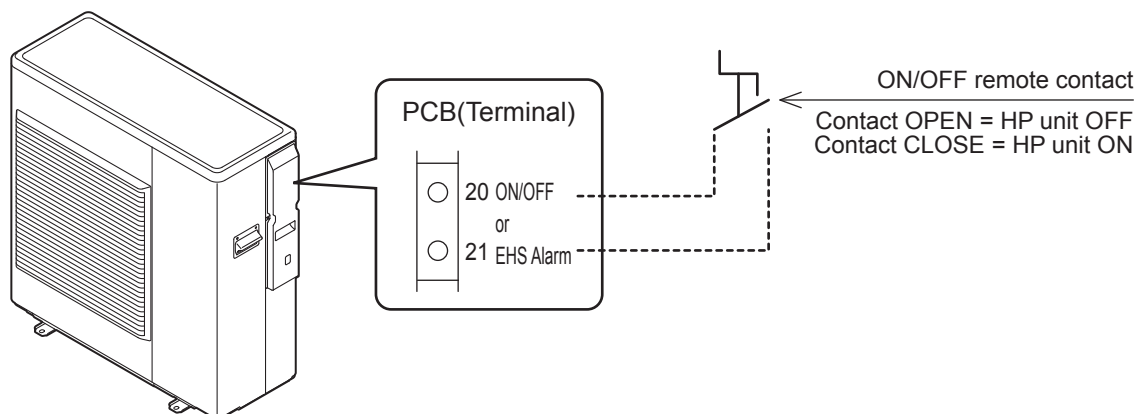 PCB(Terminal)
20 ON/OFF
or
21 EHS Alarm
ON/OFF remote contact
Contact OPEN = HP unit OFF
Contact CLOSE = HP unit ON